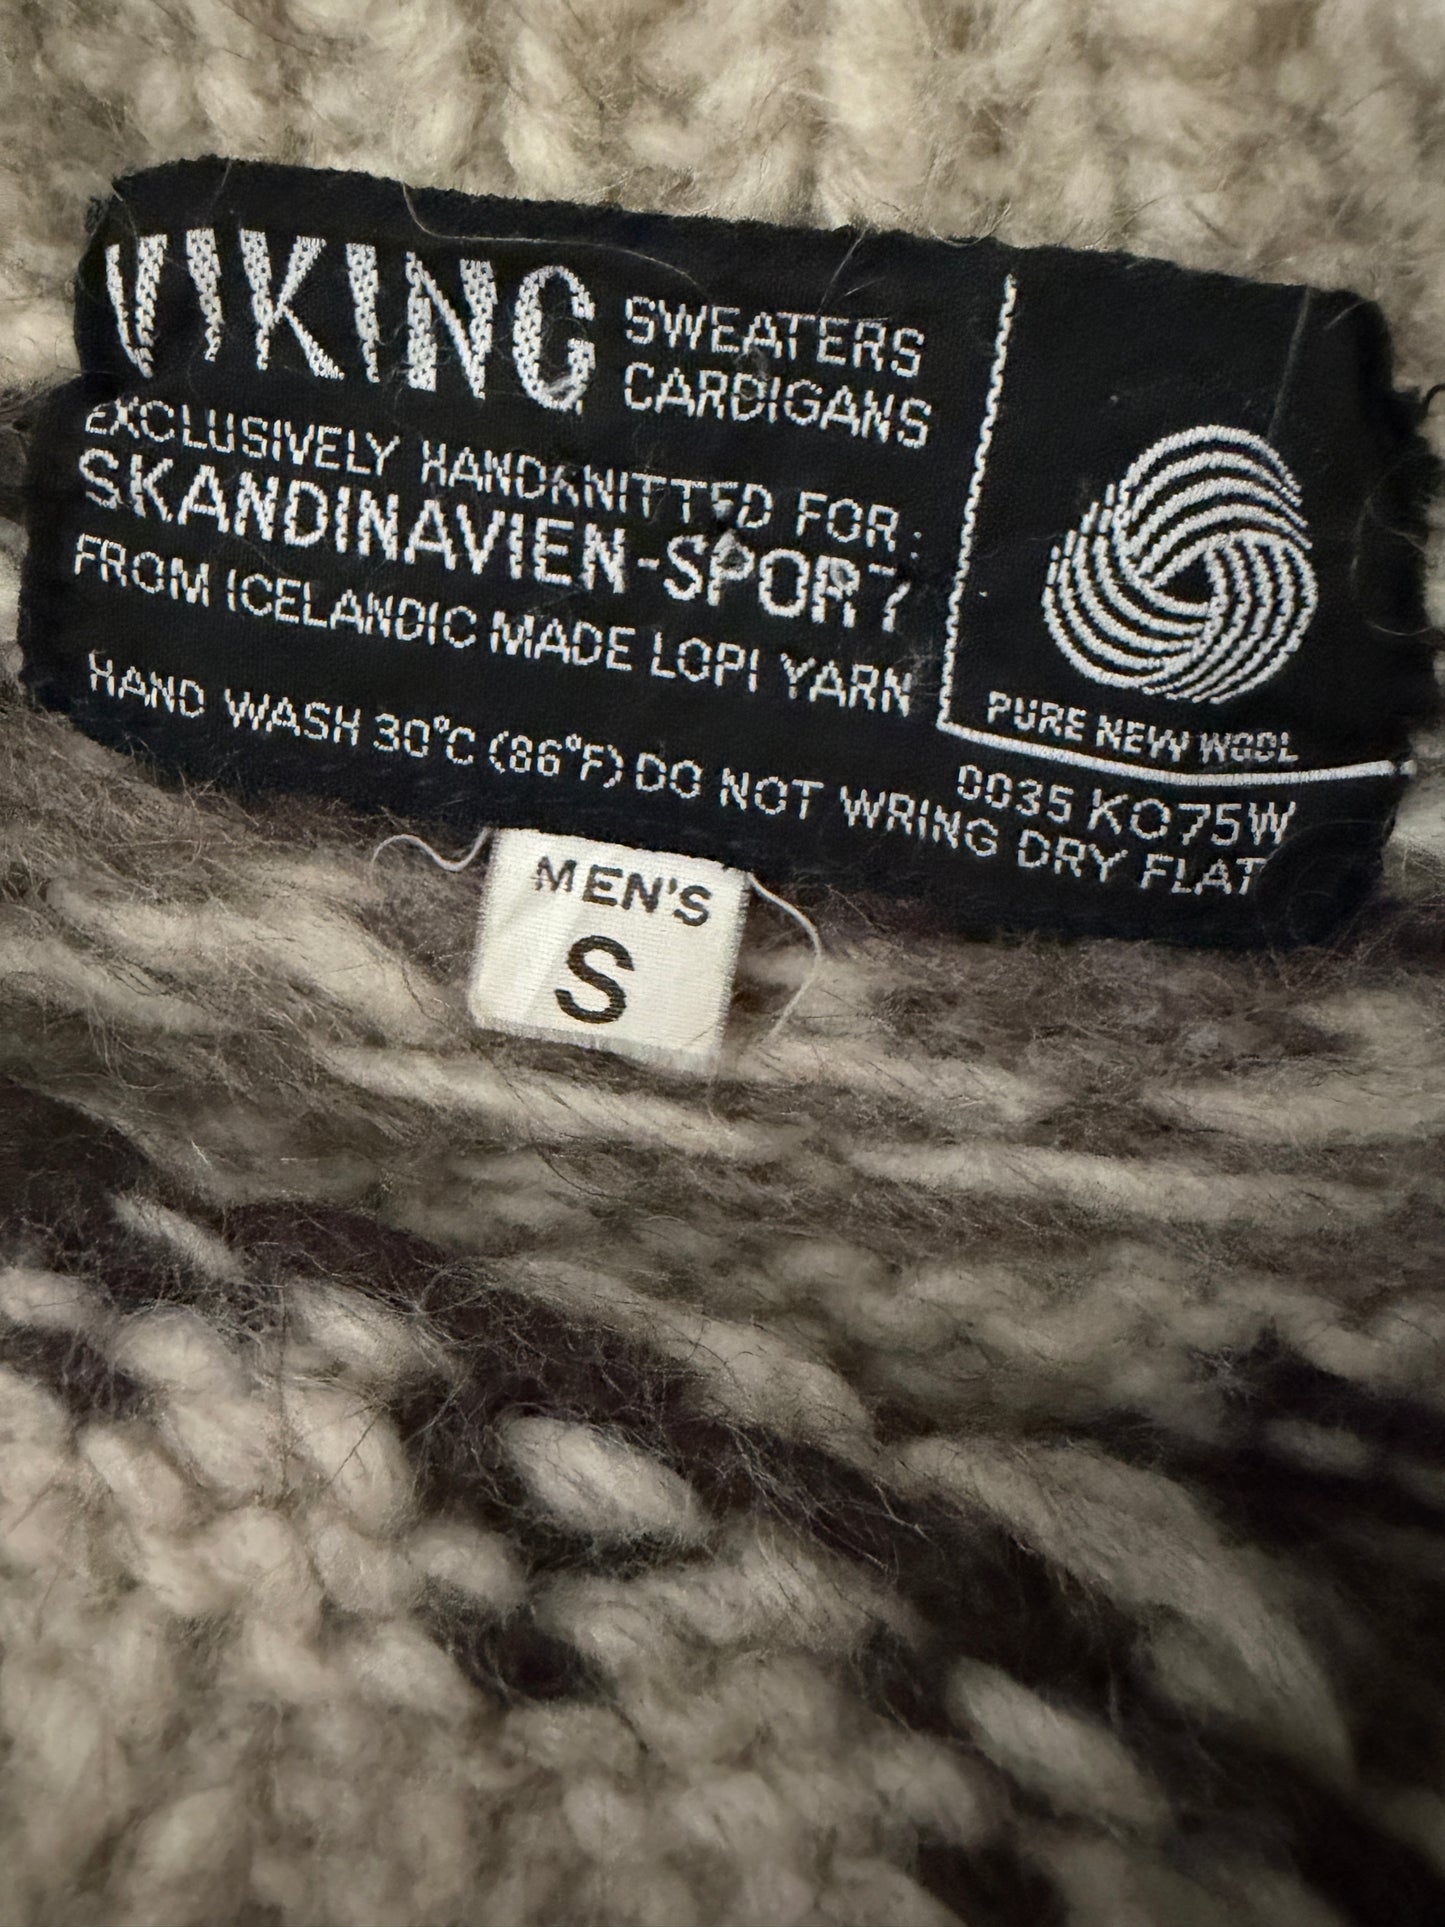 VIKING SWEATERS
CARDIGANS
EXCLUSIVELY HANDKNITTED FOR:
SKANDINAVIEN-SPORT
FROM ICELANDIC MADE LOPI YARN
PURE NEW WOOL
0035 KO75W
HAND WASH 30°C (86°F) DO NOT WRING DRY FLAT
MEN'S
S